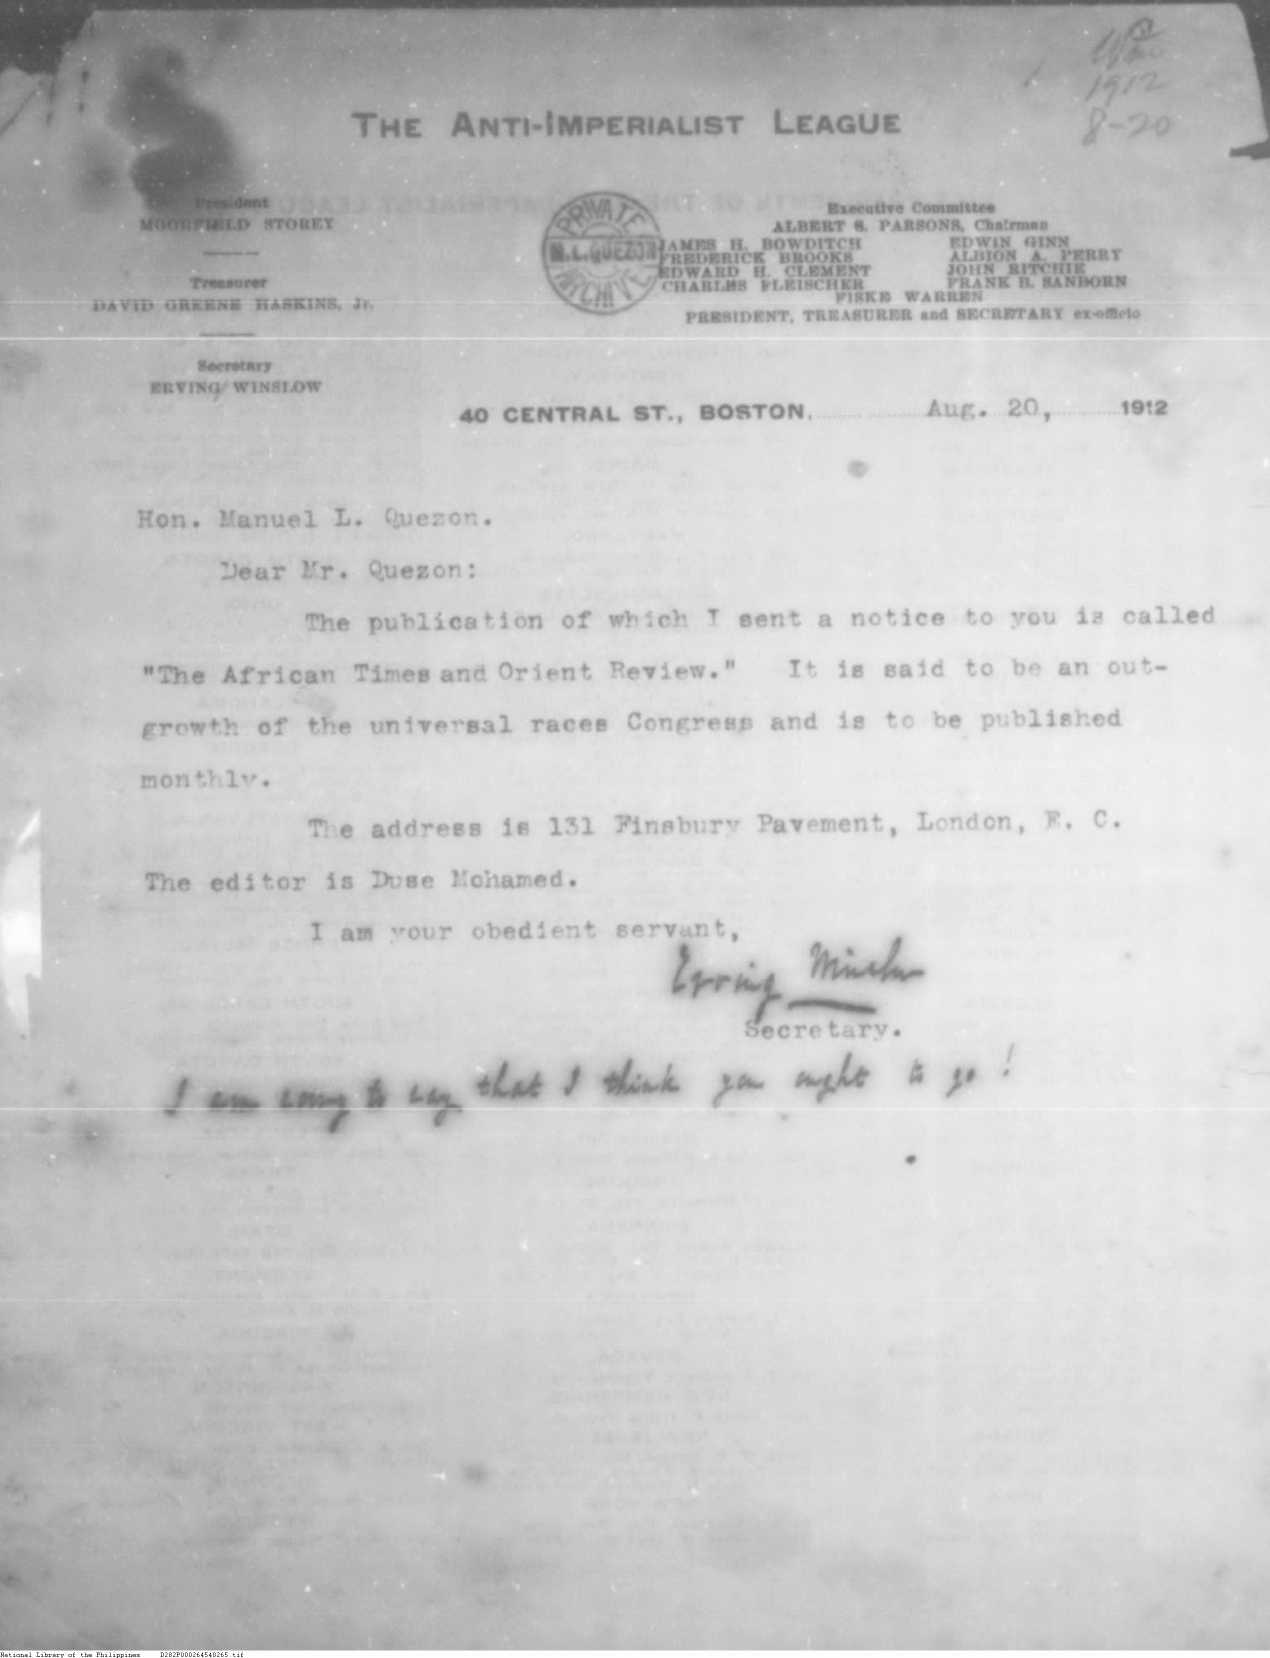 1912
8-20
THE ANTI-IMPERIALIST LEAGUE
President
MOORFIELD STOREY
Treasurer
DAVID GREENE HASKINS, Jr.
Secretary
ERVING WINSLOW
PRIVATE
M.L.QUEZON
ARCHIVE
Executive Committee
ALBERT S. PARSONS, Chairman
JAMES H. BOWDITCH EDWIN GINN
FREDERICK BROOKS ALBION A. PERRY
EDWARD H. CLEMENT JOHN RITCHIE
CHARLES FLEISCHER FRANK B. SANBORN
FISKE WARREN
PRESIDENT, TREASURER and SECRETARY ex-officio
40 CENTRAL ST., BOSTON, Aug. 20, 1912
Hon. Manuel L. Quezon.
Dear Mr. Quezon:
The publication of which I sent a notice to you is called
"The African Times and Orient Review." It is said to be an out-
growth of the universal races Congress and is to be published
monthly.
The address is 131 Finsbury Pavement, London, E. C.
The editor is Duse Mohamed.
I am your obedient servant,
Erving Winslow
Secretary.
I am going to say that I think you ought to go!
National Library of the Philippines D282P000264540265.tif